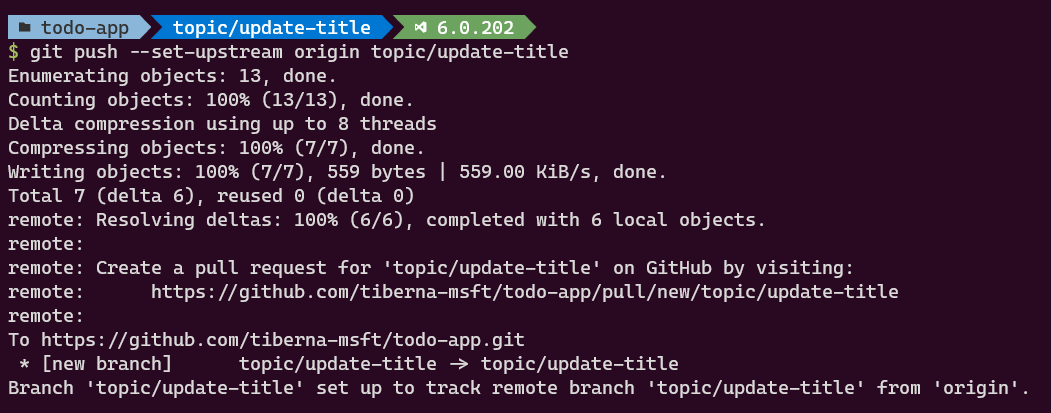 todo-app topic/update-title 6.0.202
$ git push --set-upstream origin topic/update-title
Enumerating objects: 13, done.
Counting objects: 100% (13/13), done.
Delta compression using up to 8 threads
Compressing objects: 100% (7/7), done.
Writing objects: 100% (7/7), 559 bytes | 559.00 KiB/s, done.
Total 7 (delta 6), reused 0 (delta 0)
remote: Resolving deltas: 100% (6/6), completed with 6 local objects.
remote:
remote: Create a pull request for 'topic/update-title' on GitHub by visiting:
remote:      https://github.com/tiberna-msft/todo-app/pull/new/topic/update-title
remote:
To https://github.com/tiberna-msft/todo-app.git
 * [new branch]      topic/update-title -> topic/update-title
Branch 'topic/update-title' set up to track remote branch 'topic/update-title' from 'origin'.